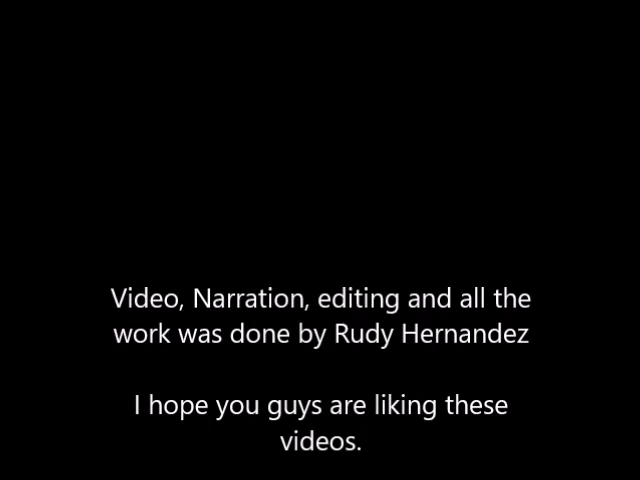 Video, Narration, editing and all the
work was done by Rudy Hernandez
I hope you guys are liking these
videos.